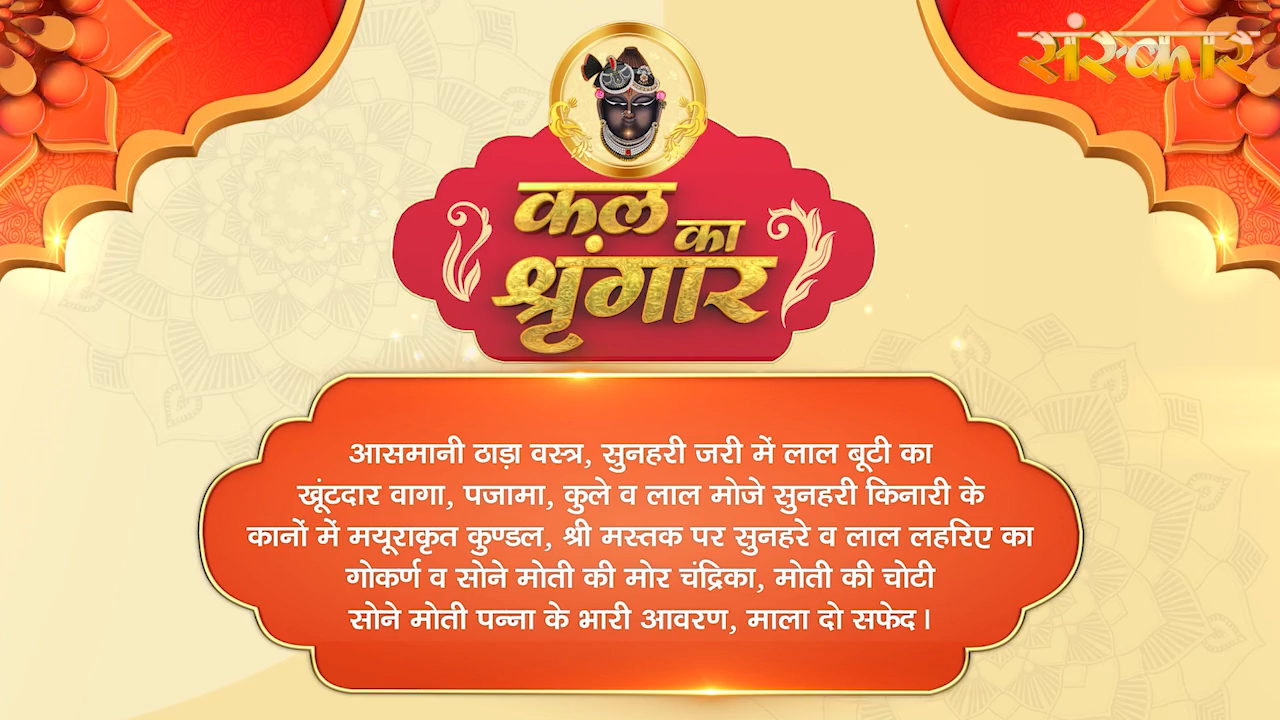 संस्कार
कल का
श्रृंगार
आसमानी ठाड़ा वस्त्र, सुनहरी जरी में लाल बूटी का
खूंटदार वागा, पजामा, कुले व लाल मोजे सुनहरी किनारी के
कानों में मयूराकृत कुण्डल, श्री मस्तक पर सुनहरे व लाल लहरिए का
गोकर्ण व सोने मोती की मोर चंद्रिका, मोती की चोटी
सोने मोती पन्ना के भारी आवरण, माला दो सफेद।